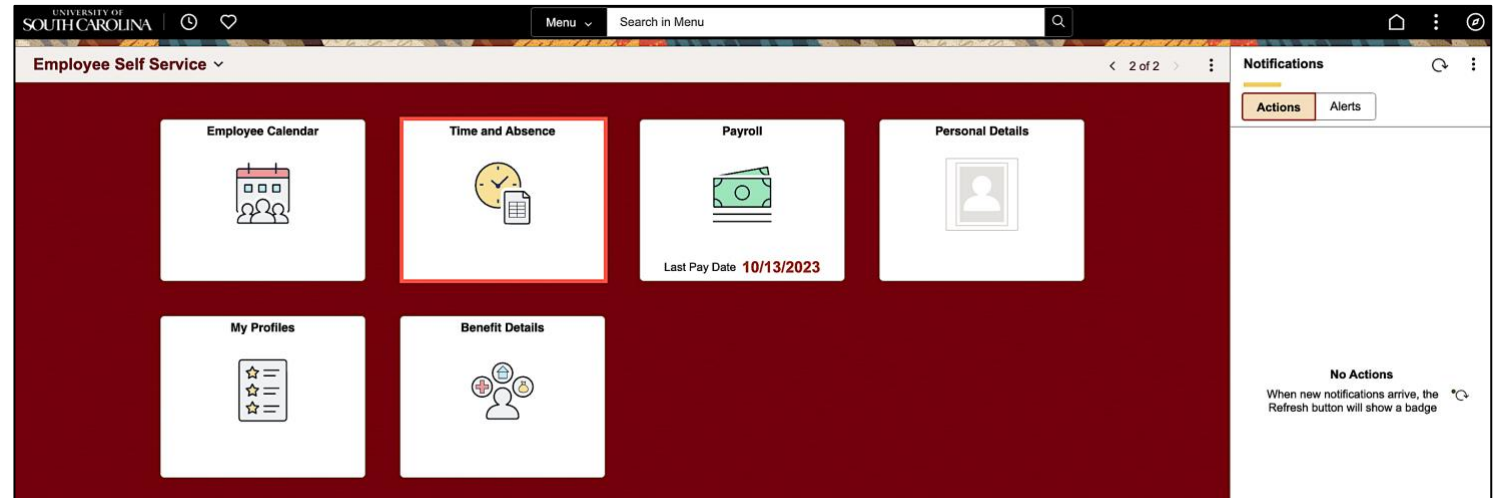 UNIVERSITY OF
SOUTH CAROLINA
Menu
Search in Menu
Employee Self Service
2 of 2
Notifications
Actions
Alerts
Employee Calendar
Time and Absence
Payroll
Last Pay Date 10/13/2023
Personal Details
My Profiles
Benefit Details
No Actions
When new notifications arrive, the
Refresh button will show a badge